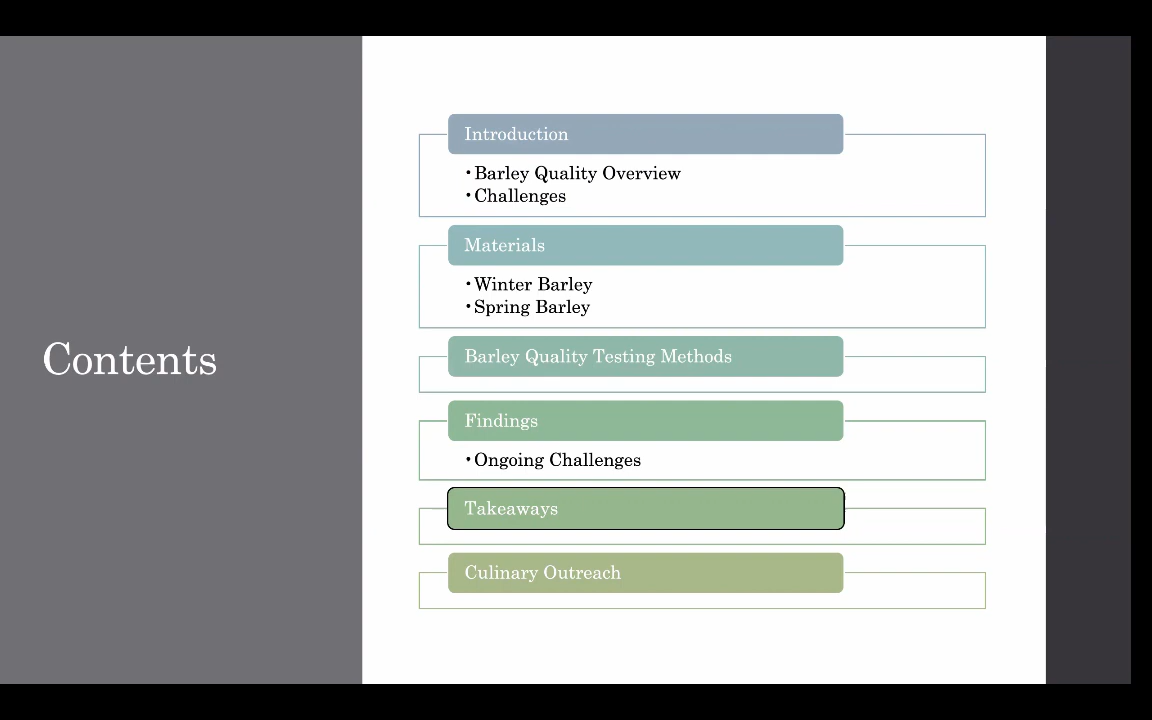 Contents
Introduction
•Barley Quality Overview
•Challenges
Materials
•Winter Barley
•Spring Barley
Barley Quality Testing Methods
Findings
•Ongoing Challenges
Takeaways
Culinary Outreach